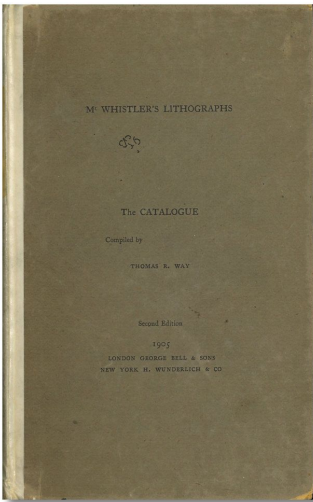 Mr WHISTLER'S LITHOGRAPHS
The CATALOGUE
Compiled by
THOMAS R. WAY
Second Edition
1905
LONDON GEORGE BELL & SONS
NEW YORK H. WUNDERLICH & CO